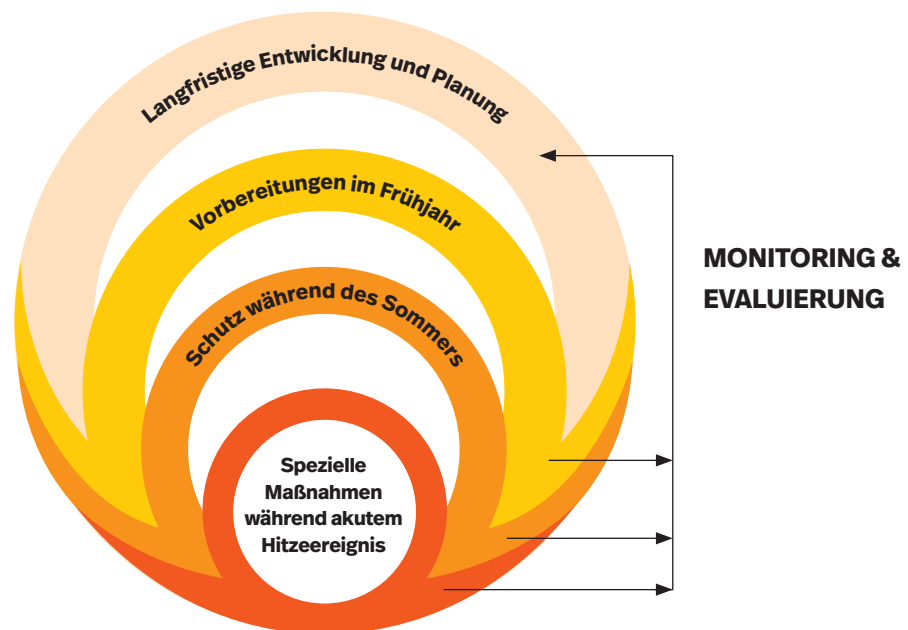 Langfristige Entwicklung und Planung
Vorbereitungen im Frühjahr
Schutz während des Sommers
Spezielle
Maßnahmen
während akutem
Hitzeereignis
MONITORING &
EVALUIERUNG